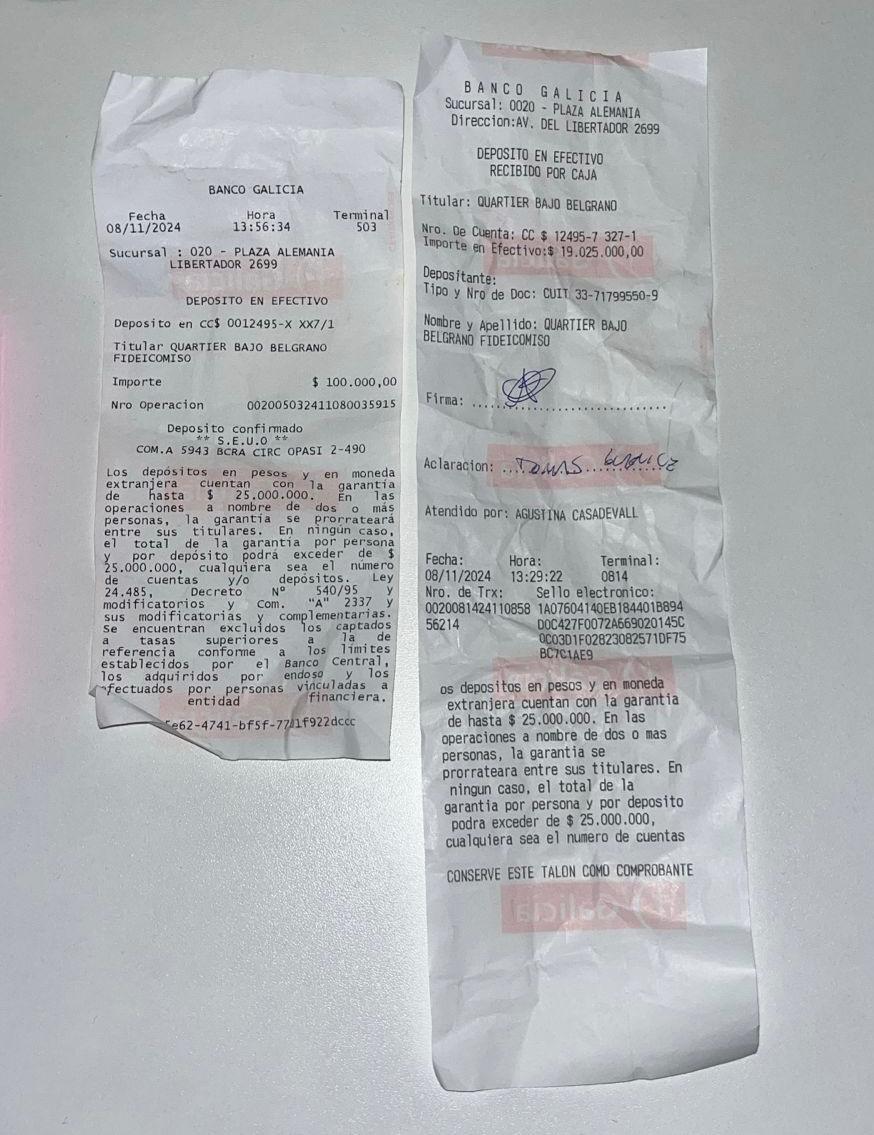 BANCO GALICIA
Fecha Hora Terminal
08/11/2024 13:56:34 503
Sucursal : 020 - PLAZA ALEMANIA
LIBERTADOR 2699
DEPOSITO EN EFECTIVO
Deposito en CC$ 0012495-X XX7/1
Titular QUARTIER BAJO BELGRANO
FIDEICOMISO
Importe $ 100.000,00
Nro Operacion 002005032411080035915
Deposito confirmado
** S.E.U.O **
COM.A 5943 BCRA CIRC OPASI 2-490
Los depósitos en pesos y en moneda
extranjera cuentan con la garantía
de hasta $ 25.000.000. En las
operaciones a nombre de dos o más
personas, la garantía se prorrateará
entre sus titulares. En ningún caso,
el total de la garantía por persona
y por depósito podrá exceder de $
25.000.000, cualquiera sea el número
de cuentas y/o depósitos. Ley
24.485, Decreto N° 540/95 y
modificatorios y Com. "A" 2337 y
sus modificatorias y complementarias.
Se encuentran excluidos los captados
a tasas superiores a la de
referencia conforme a los límites
establecidos por el Banco Central,
los adquiridos por endoso y los
efectuados por personas vinculadas a
entidad financiera.
5e62-4741-bf5f-77d1f922dccc
BANCO GALICIA
Sucursal: 0020 - PLAZA ALEMANIA
Direccion:AV. DEL LIBERTADOR 2699
DEPOSITO EN EFECTIVO
RECIBIDO POR CAJA
Titular: QUARTIER BAJO BELGRANO
Nro. De Cuenta: CC $ 12495-7 327-1
Importe en Efectivo:$ 19.025.000,00
Depositante:
Tipo y Nro de Doc: CUIT 33-71799550-9
Nombre y Apellido: QUARTIER BAJO
BELGRANO FIDEICOMISO
Firma:
Aclaracion: TOMAS
Atendido por: AGUSTINA CASADEVALL
Fecha: Hora: Terminal:
08/11/2024 13:29:22 0814
Nro. de Trx: Sello electronico:
0020081424110858 1A07604140EB184401B894
56214 D0C427F0072A669020145C
0C03D1F02823082571DF75
BC7C1AE9
os depositos en pesos y en moneda
extranjera cuentan con la garantia
de hasta $ 25.000.000. En las
operaciones a nombre de dos o mas
personas, la garantia se
prorrateara entre sus titulares. En
ningun caso, el total de la
garantia por persona y por deposito
podra exceder de $ 25.000.000,
cualquiera sea el numero de cuentas
CONSERVE ESTE TALON COMO COMPROBANTE
Galicia